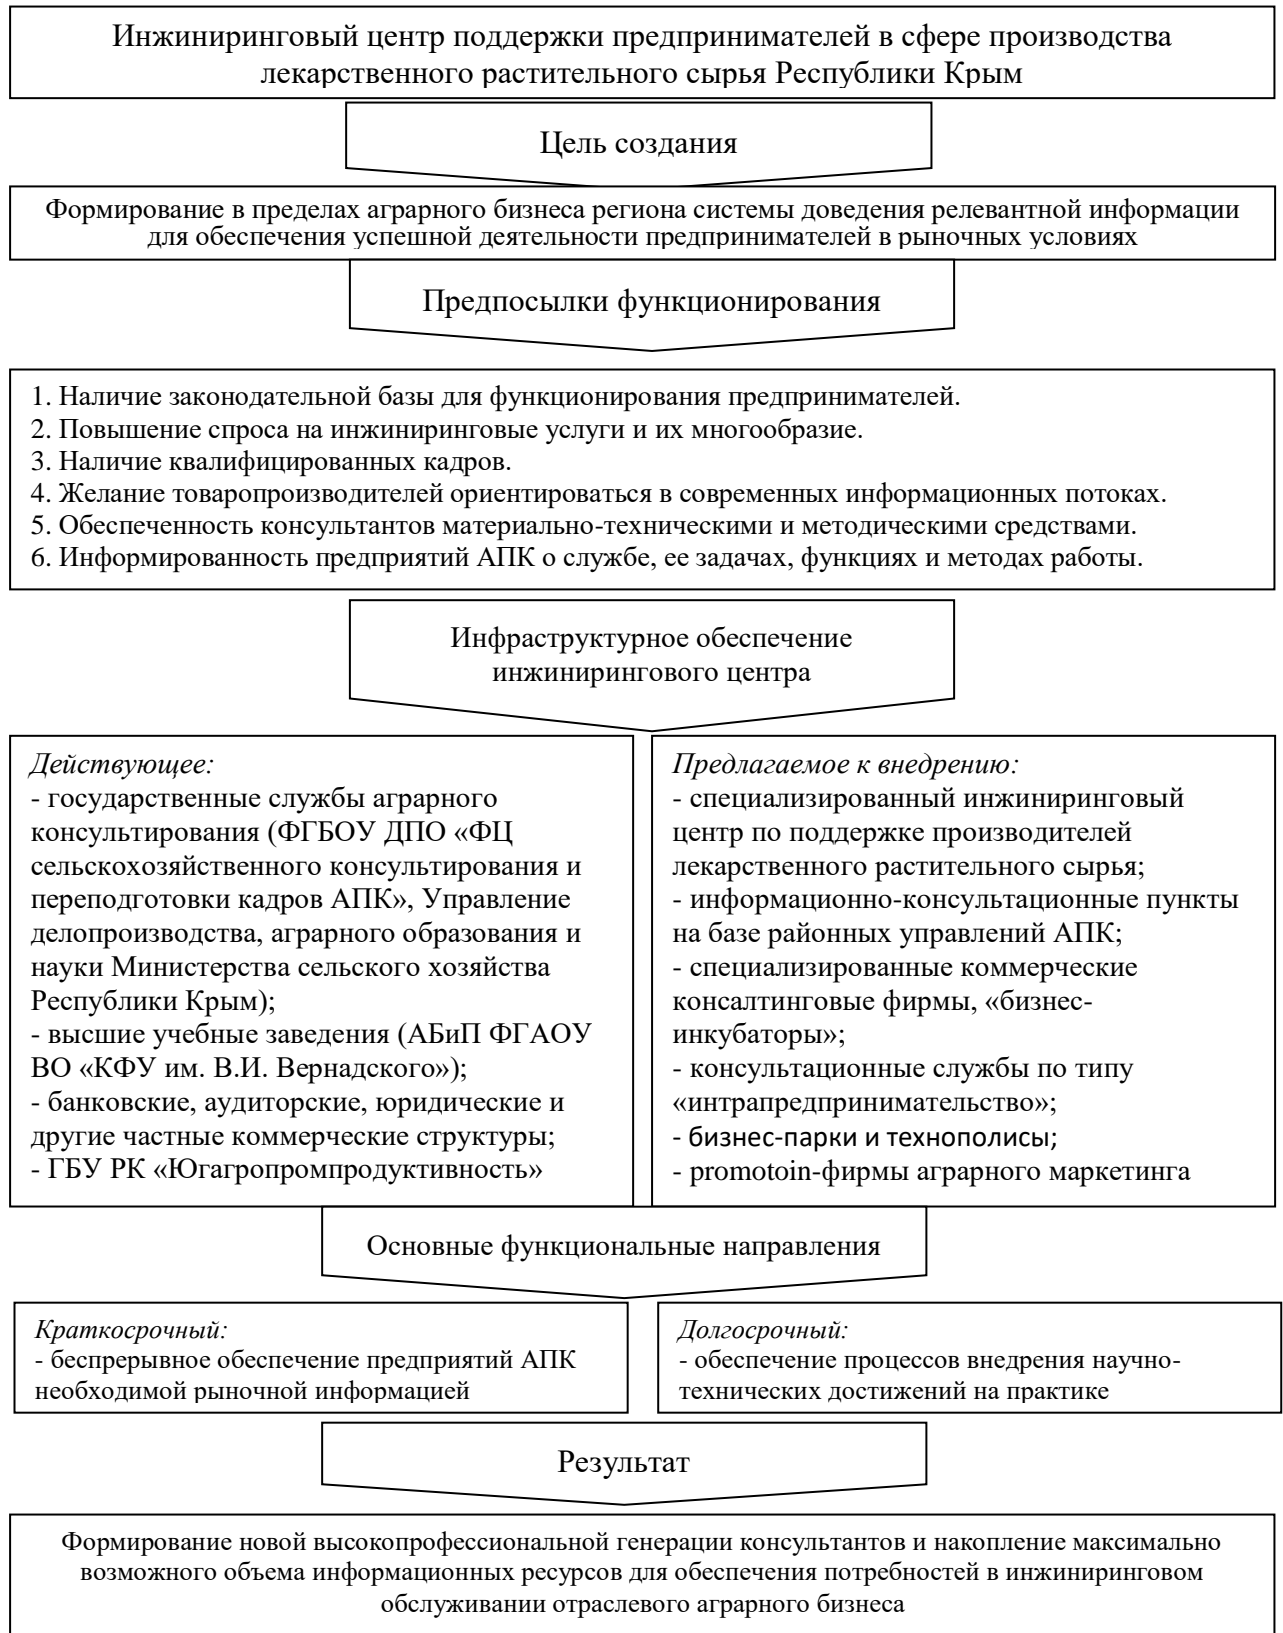 Инжиниринговый центр поддержки предпринимателей в сфере производства
лекарственного растительного сырья Республики Крым
Цель создания
Формирование в пределах аграрного бизнеса региона системы доведения релевантной информации
для обеспечения успешной деятельности предпринимателей в рыночных условиях
Предпосылки функционирования
1. Наличие законодательной базы для функционирования предпринимателей.
2. Повышение спроса на инжиниринговые услуги и их многообразие.
3. Наличие квалифицированных кадров.
4. Желание товаропроизводителей ориентироваться в современных информационных потоках.
5. Обеспеченность консультантов материально-техническими и методическими средствами.
6. Информированность предприятий АПК о службе, ее задачах, функциях и методах работы.
Инфраструктурное обеспечение
инжинирингового центра
Действующее:
- государственные службы аграрного
консультирования (ФГБОУ ДПО «ФЦ
сельскохозяйственного консультирования и
переподготовки кадров АПК», Управление
делопроизводства, аграрного образования и
науки Министерства сельского хозяйства
Республики Крым);
- высшие учебные заведения (АБиП ФГАОУ
ВО «КФУ им. В.И. Вернадского»);
- банковские, аудиторские, юридические и
другие частные коммерческие структуры;
- ГБУ РК «Югагропромпродуктивность»
Предлагаемое к внедрению:
- специализированный инжиниринговый
центр по поддержке производителей
лекарственного растительного сырья;
- информационно-консультационные пункты
на базе районных управлений АПК;
- специализированные коммерческие
консалтинговые фирмы, «бизнес-
инкубаторы»;
- консультационные службы по типу
«интрапредпринимательство»;
- бизнес-парки и технополисы;
- promotoin-фирмы аграрного маркетинга
Основные функциональные направления
Краткосрочный:
- беспрерывное обеспечение предприятий АПК
необходимой рыночной информацией
Долгосрочный:
- обеспечение процессов внедрения научно-
технических достижений на практике
Результат
Формирование новой высокопрофессиональной генерации консультантов и накопление максимально
возможного объема информационных ресурсов для обеспечения потребностей в инжиниринговом
обслуживании отраслевого аграрного бизнеса